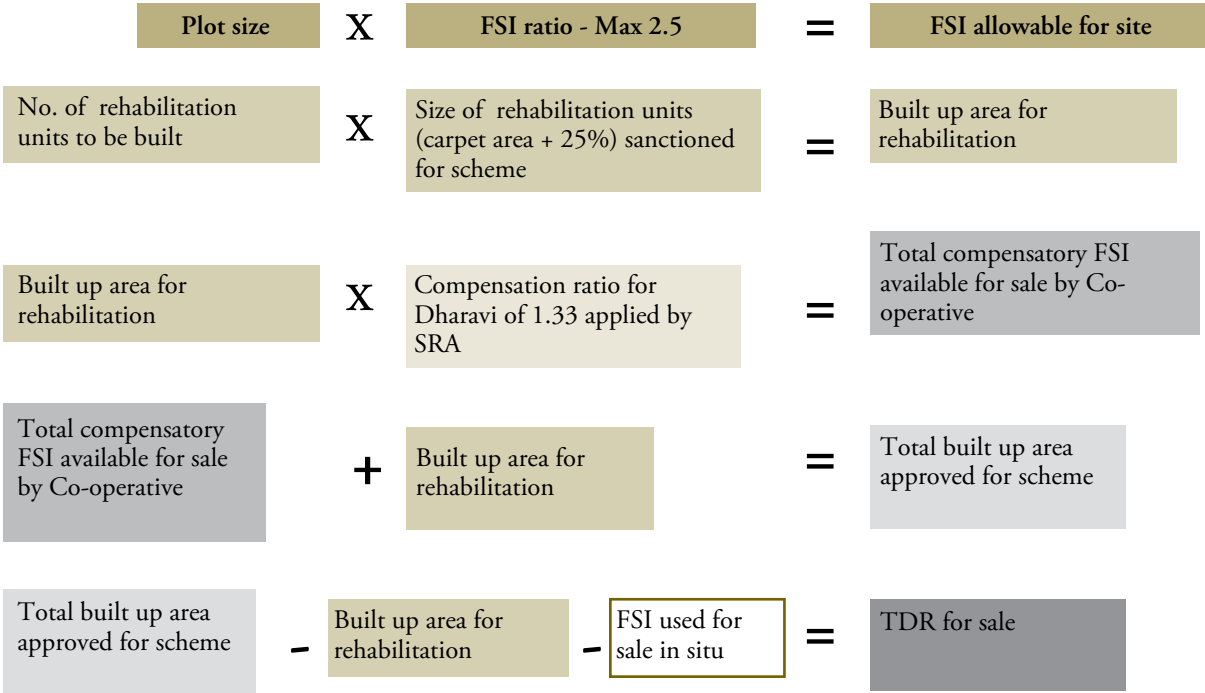 Plot size x FSI ratio - Max 2.5 = FSI allowable for site
No. of rehabilitation
units to be built
x
Size of rehabilitation units
(carpet area + 25%) sanctioned
for scheme
=
Built up area for
rehabilitation
Built up area for
rehabilitation
x
Compensation ratio for
Dharavi of 1.33 applied by
SRA
=
Total compensatory FSI
available for sale by Co-
operative
Total compensatory
FSI available for sale
by Co-operative
+
Built up area for
rehabilitation
=
Total built up area
approved for scheme
Total built up area
approved for scheme
-
Built up area for
rehabilitation
-
FSI used for
sale in situ
=
TDR for sale